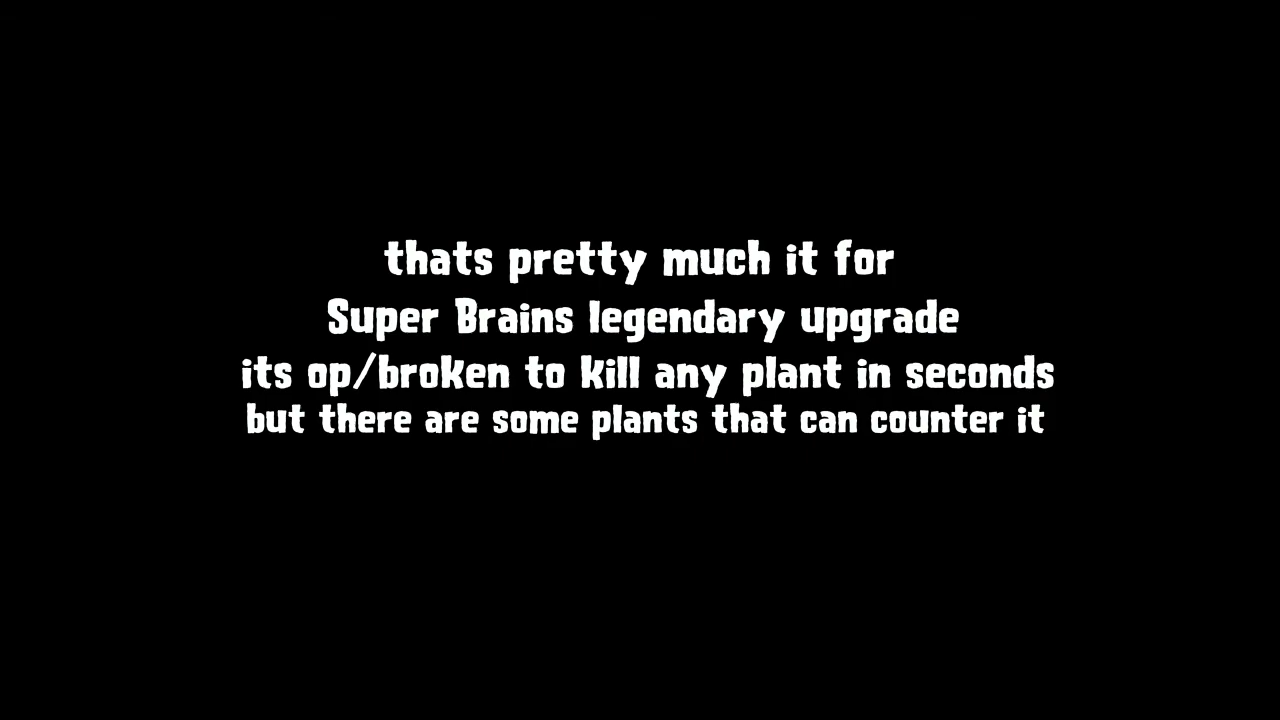 thats pretty much it for
Super Brains legendary upgrade
its op/broken to kill any plant in seconds
but there are some plants that can counter it